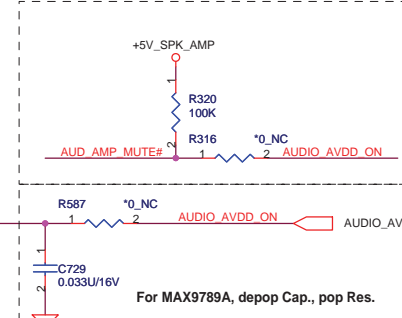 +5V_SPK_AMP
1
R320
100K
2
R316
*0_NC
AUD_AMP_MUTE#
1
2
AUDIO_AVDD_ON
R587
*0_NC
1
2
AUDIO_AVDD_ON
AUDIO_AV
1
C729
0.033U/16V
2
For MAX9789A, depop Cap., pop Res.